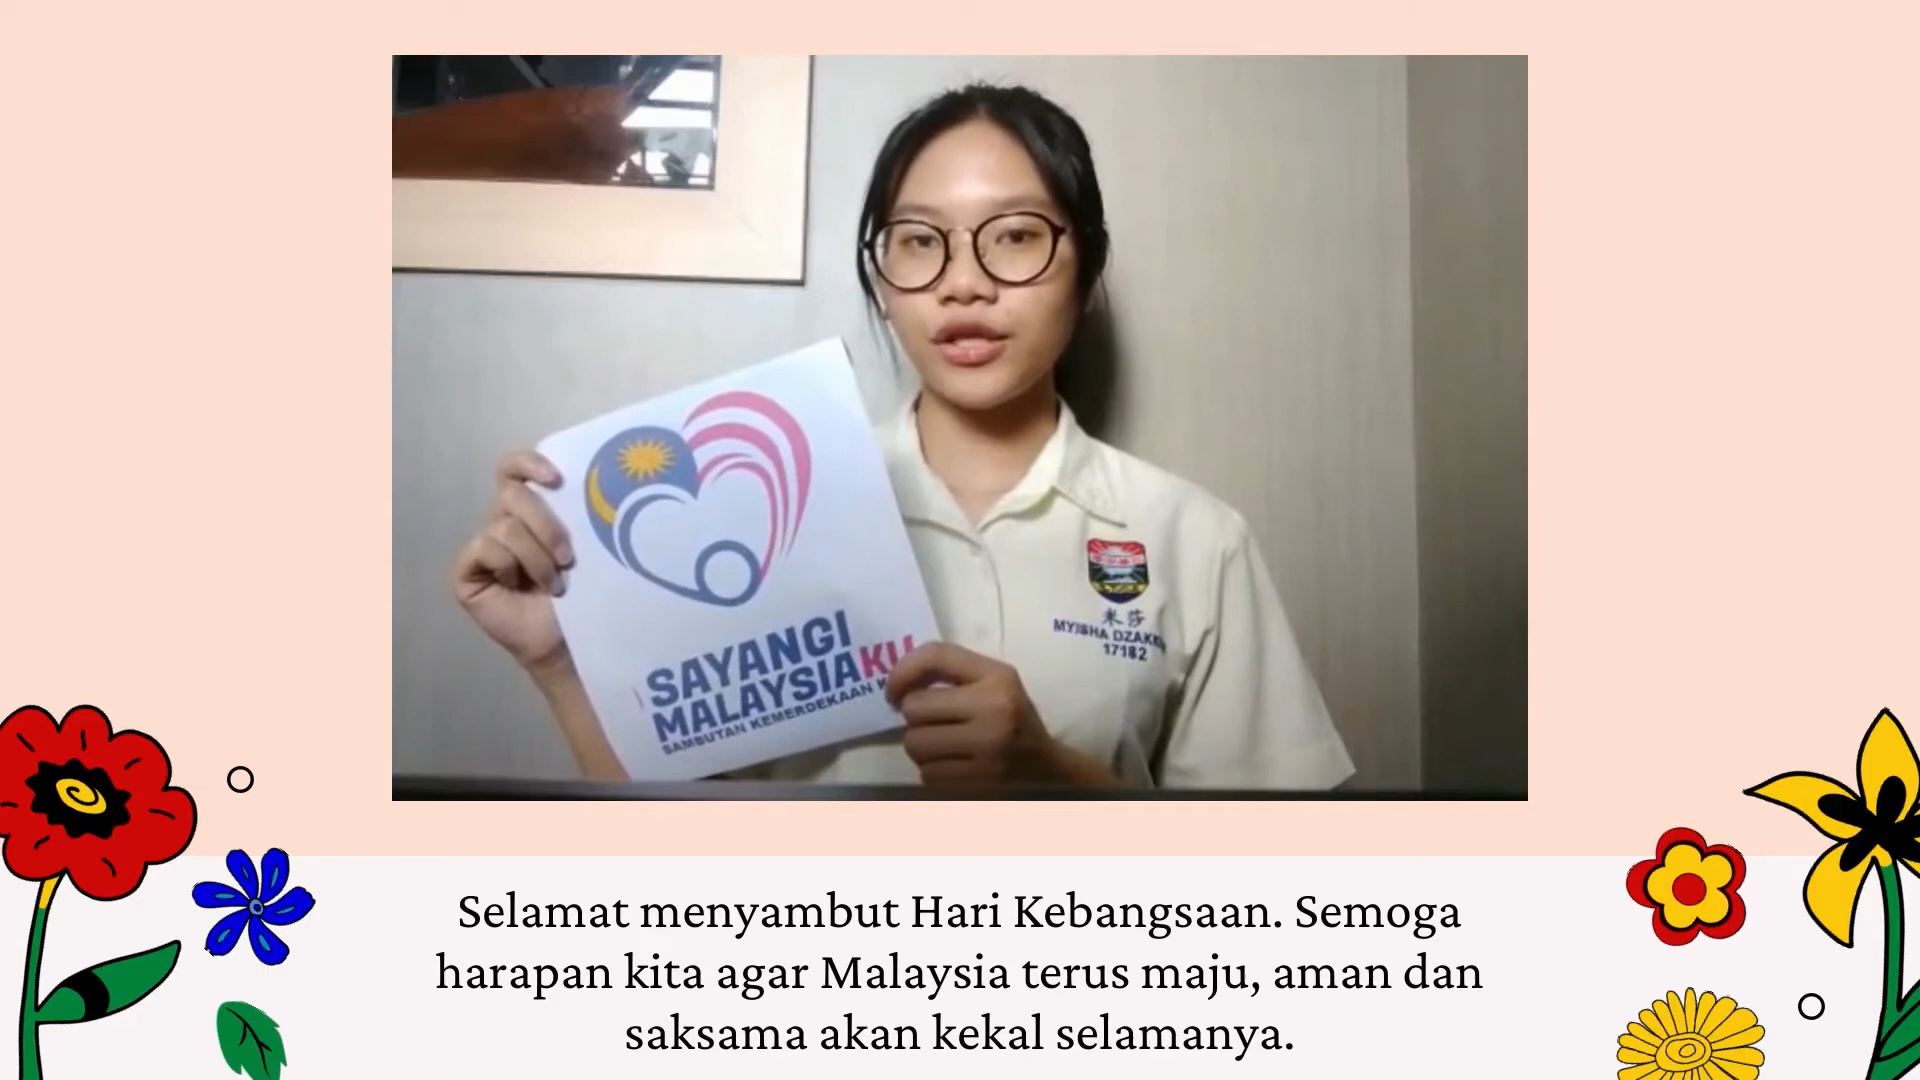 SAYANGI
MALAYSIAKU
SAMBUTAN KEMERDEKAAN
米莎
MYISHA
17182
Selamat menyambut Hari Kebangsaan. Semoga
harapan kita agar Malaysia terus maju, aman dan
saksama akan kekal selamanya.